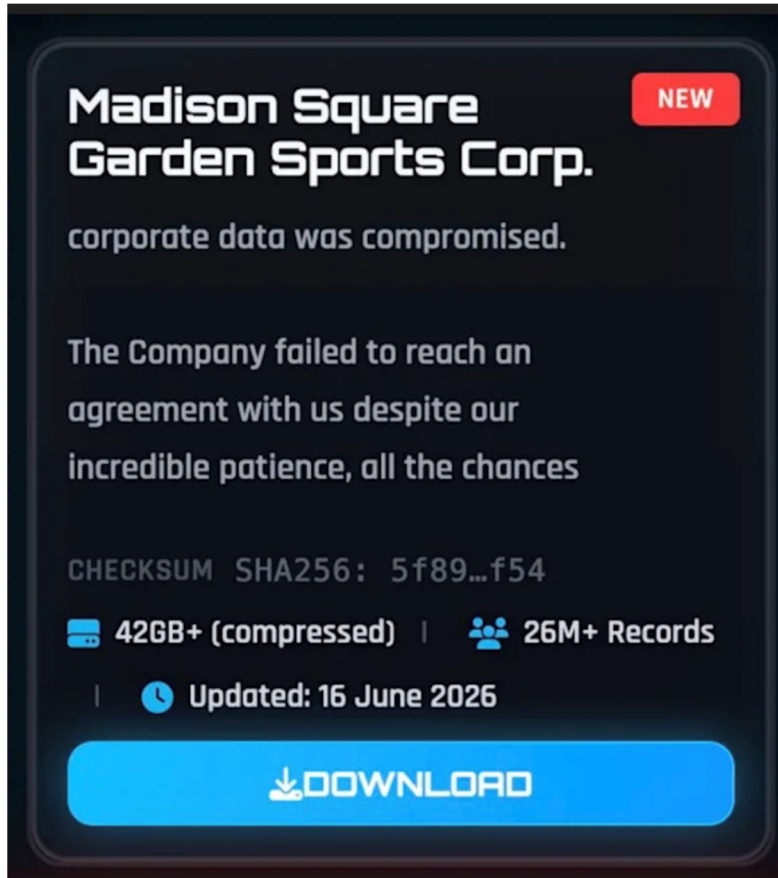 Madison Square
Garden Sports Corp.
NEW
corporate data was compromised.
The Company failed to reach an
agreement with us despite our
incredible patience, all the chances
CHECKSUM SHA256: 5f89…f54
42GB+ (compressed) | 26M+ Records
| Updated: 16 June 2026
DOWNLOAD